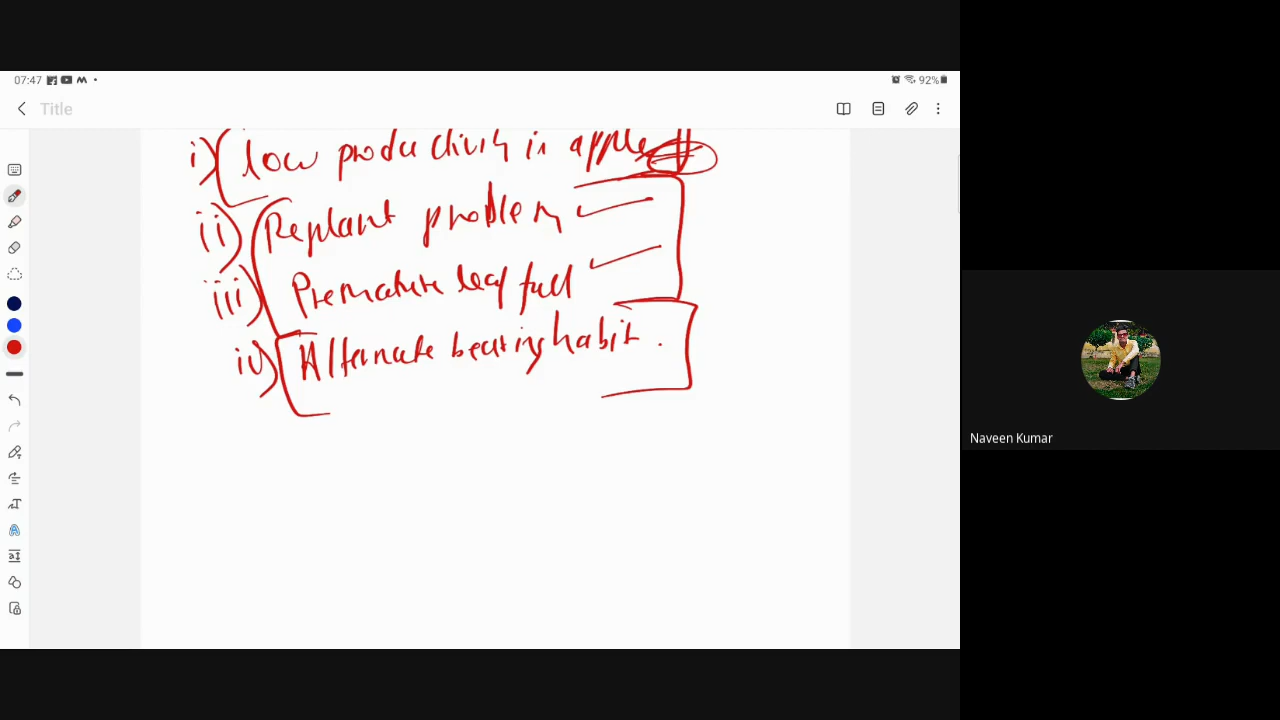 07:47
92%
Title
i) low productivity in apple
ii) Replant problem
iii) Premature leaf fall
iv) Alternate bearing habit.
Naveen Kumar